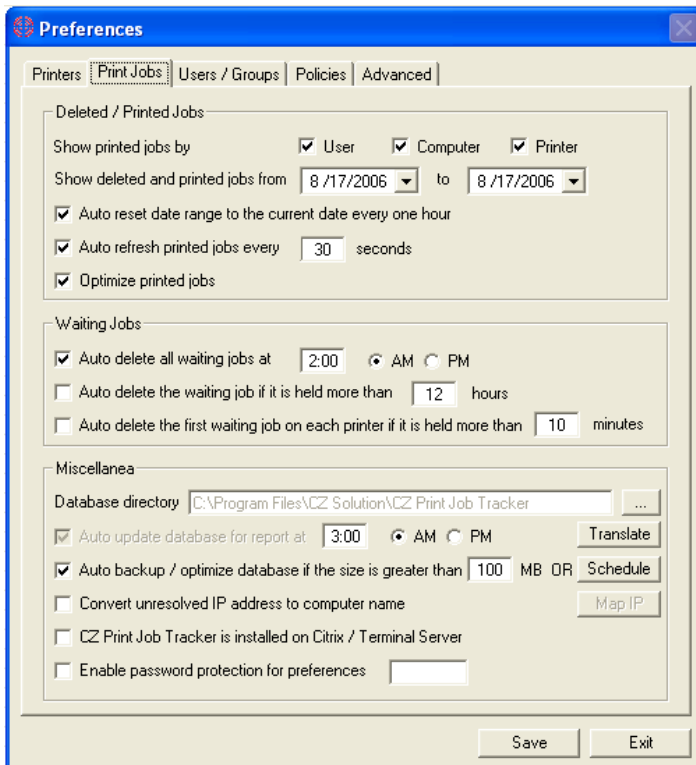 Preferences
Printers Print Jobs Users / Groups Policies Advanced
Deleted / Printed Jobs
Show printed jobs by User Computer Printer
Show deleted and printed jobs from 8 /17/2006 to 8 /17/2006
Auto reset date range to the current date every one hour
Auto refresh printed jobs every 30 seconds
Optimize printed jobs
Waiting Jobs
Auto delete all waiting jobs at 2:00 AM PM
Auto delete the waiting job if it is held more than 12 hours
Auto delete the first waiting job on each printer if it is held more than 10 minutes
Miscellanea
Database directory C:\Program Files\CZ Solution\CZ Print Job Tracker ...
Auto update database for report at 3:00 AM PM Translate
Auto backup / optimize database if the size is greater than 100 MB OR Schedule
Convert unresolved IP address to computer name Map IP
CZ Print Job Tracker is installed on Citrix / Terminal Server
Enable password protection for preferences
Save Exit